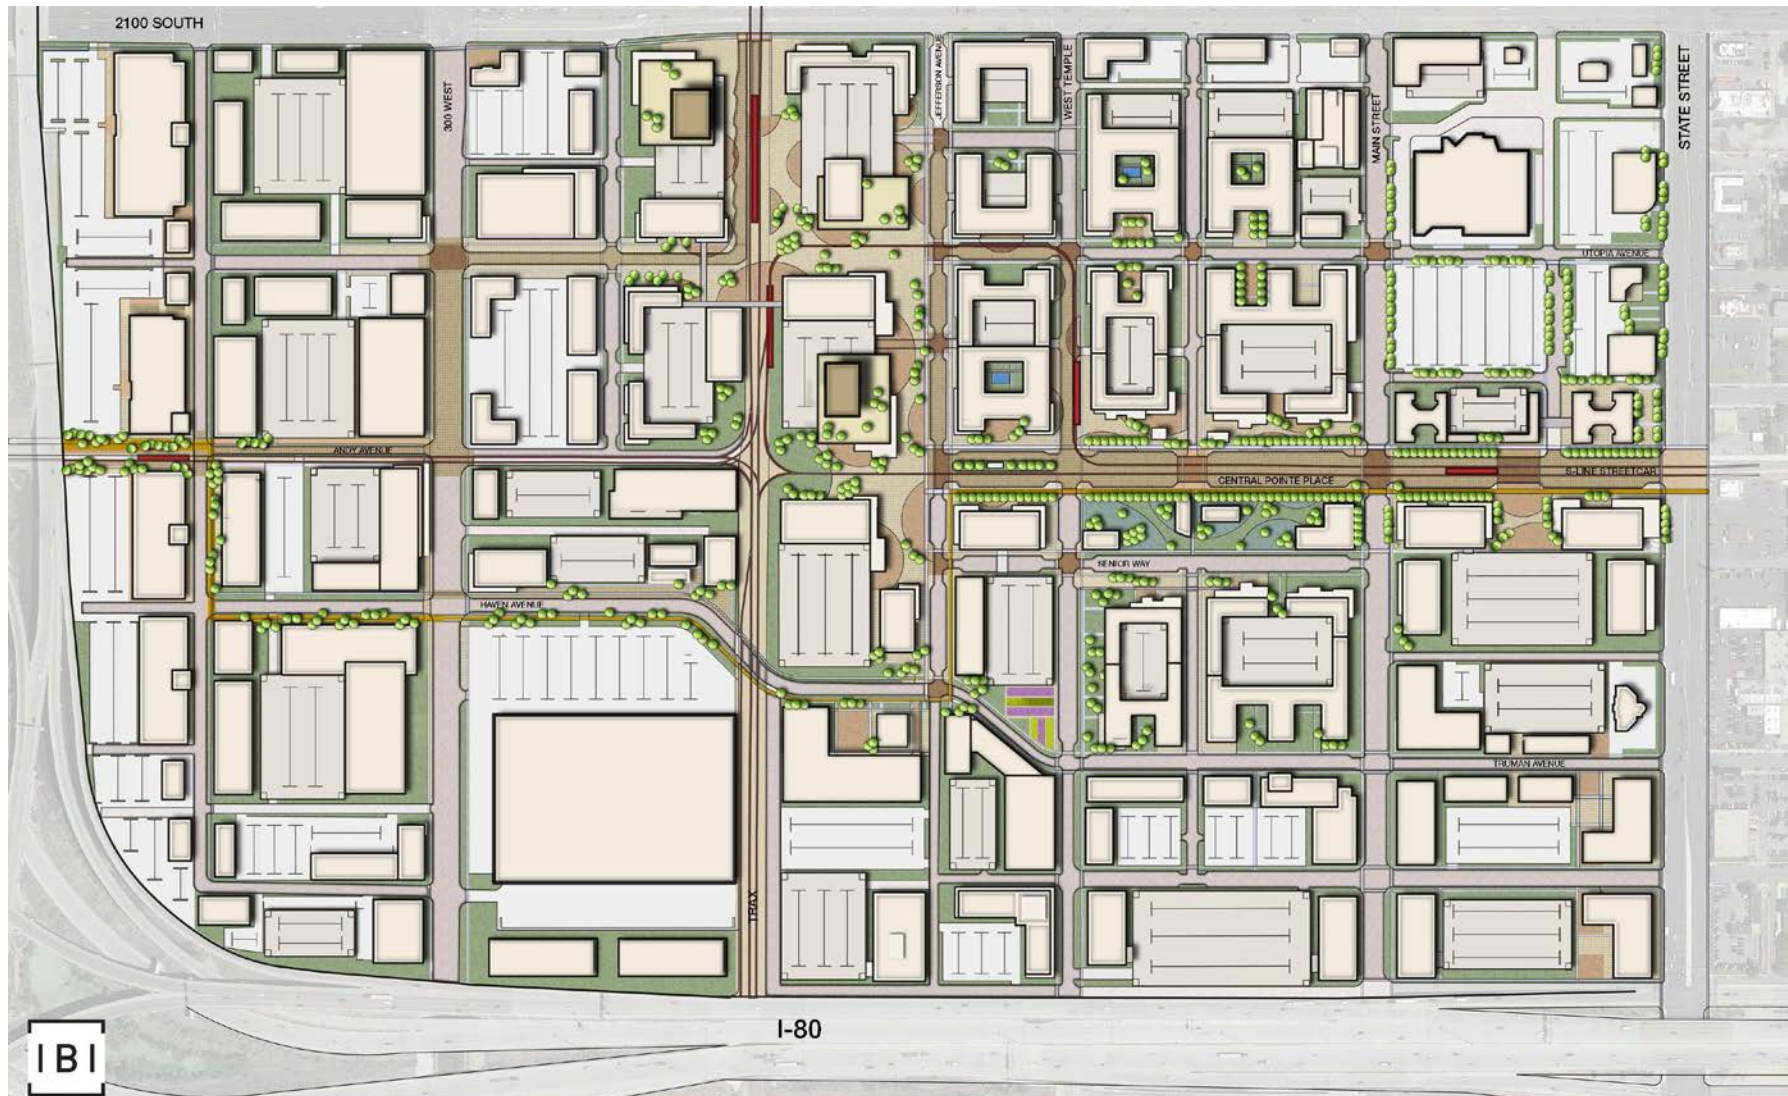 2100 SOUTH
300 WEST
JEFFERSON AVENUE
WEST TEMPLE
MAIN STREET
STATE STREET
UTOPIA AVENUE
ANDY AVENUE
S-LINE STREETCAR
CENTRAL POINTE PLACE
SENIOR WAY
HAVEN AVENUE
TRUMAN AVENUE
TRAX
I-80
IBI